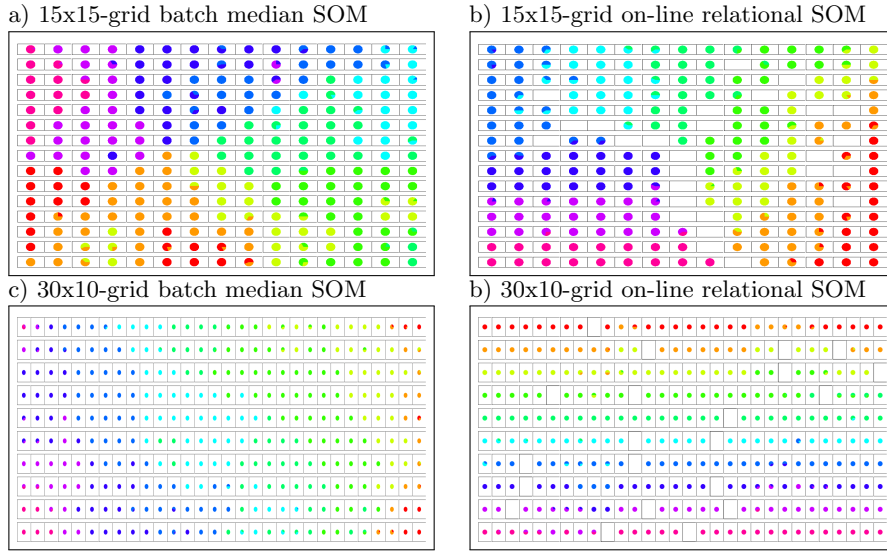 a) 15x15-grid batch median SOM
b) 15x15-grid on-line relational SOM
c) 30x10-grid batch median SOM
b) 30x10-grid on-line relational SOM